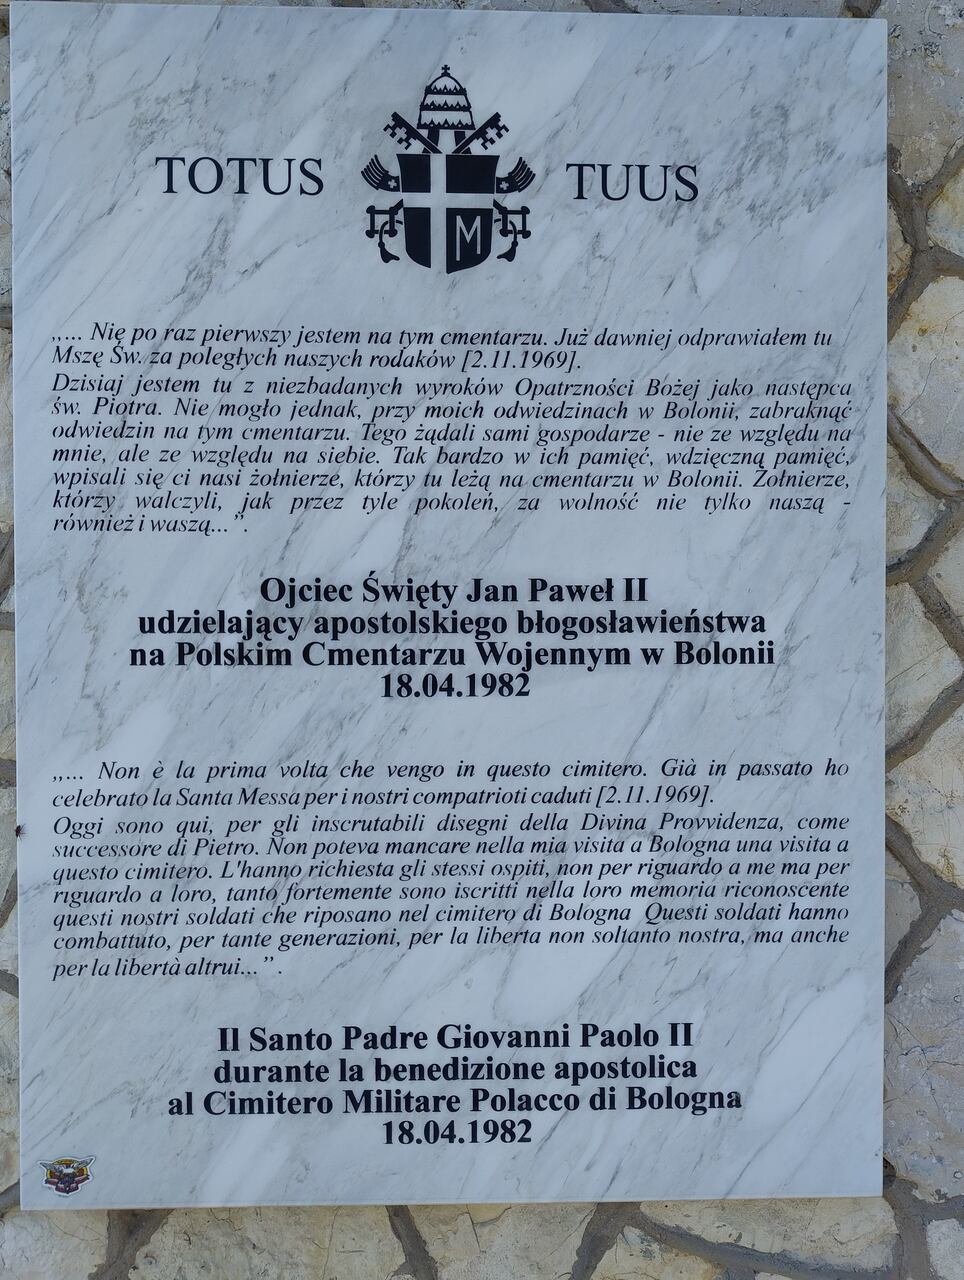 TOTUS TUUS
M
„... Nie po raz pierwszy jestem na tym cmentarzu. Już dawniej odprawiałem tu
Mszę Św. za poległych naszych rodaków [2.11.1969].
Dzisiaj jestem tu z niezbadanych wyroków Opatrzności Bożej jako następca
św. Piotra. Nie mogło jednak, przy moich odwiedzinach w Bolonii, zabraknąć
odwiedzin na tym cmentarzu. Tego żądali sami gospodarze - nie ze względu na
mnie, ale ze względu na siebie. Tak bardzo w ich pamięć, wdzięczną pamięć,
wpisali się ci nasi żołnierze, którzy tu leżą na cmentarzu w Bolonii. Żołnierze,
którzy walczyli, jak przez tyle pokoleń, za wolność nie tylko naszą -
również i waszą... ”.
Ojciec Święty Jan Paweł II
udzielający apostolskiego błogosławieństwa
na Polskim Cmentarzu Wojennym w Bolonii
18.04.1982
„... Non è la prima volta che vengo in questo cimitero. Già in passato ho
celebrato la Santa Messa per i nostri compatrioti caduti [2.11.1969].
Oggi sono qui, per gli inscrutabili disegni della Divina Provvidenza, come
successore di Pietro. Non poteva mancare nella mia visita a Bologna una visita a
questo cimitero. L'hanno richiesta gli stessi ospiti, non per riguardo a me ma per
riguardo a loro, tanto fortemente sono iscritti nella loro memoria riconoscente
questi nostri soldati che riposano nel cimitero di Bologna Questi soldati hanno
combattuto, per tante generazioni, per la liberta non soltanto nostra, ma anche
per la libertà altrui... ”.
Il Santo Padre Giovanni Paolo II
durante la benedizione apostolica
al Cimitero Militare Polacco di Bologna
18.04.1982